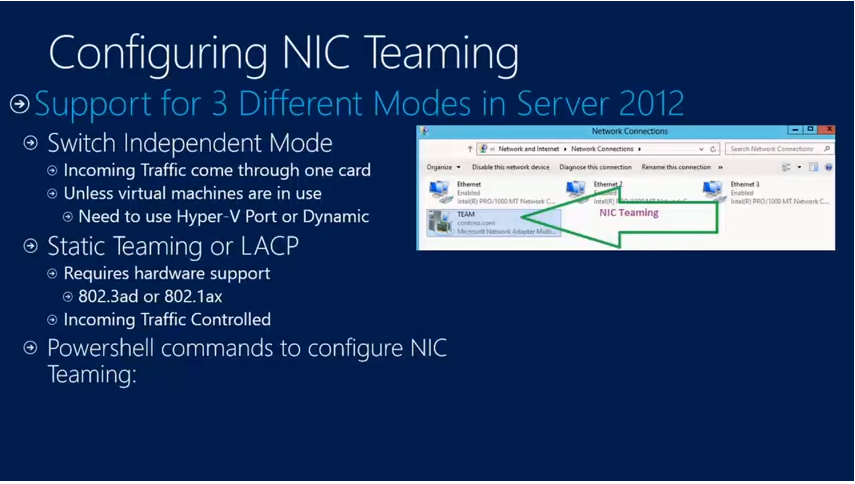 Configuring NIC Teaming
Support for 3 Different Modes in Server 2012
Switch Independent Mode
Incoming Traffic come through one card
Unless virtual machines are in use
Need to use Hyper-V Port or Dynamic
Static Teaming or LACP
Requires hardware support
802.3ad or 802.1ax
Incoming Traffic Controlled
Powershell commands to configure NIC
Teaming:
Network Connections
« Network and Internet Network Connections
Search Network Connections
Organize Disable this network device Diagnose this connection Rename this connection »
Ethernet
Enabled
Intel(R) PRO/1000 MT Network C...
Ethernet 2
Enabled
Intel(R) PRO/1000 MT Network C...
Ethernet 3
Enabled
Intel(R) PRO/1000 MT Network C...
TEAM
contoso.com
Microsoft Network Adapter Mult...
NIC Teaming